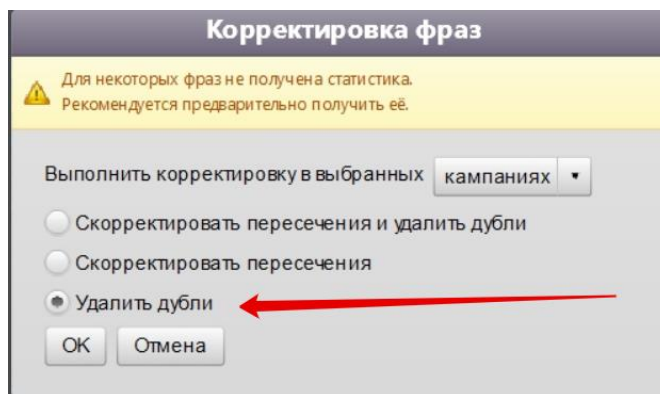 Корректировка фраз
Для некоторых фраз не получена статистика.
Рекомендуется предварительно получить её.
Выполнить корректировку в выбранных кампаниях
Скорректировать пересечения и удалить дубли
Скорректировать пересечения
Удалить дубли
OK Отмена